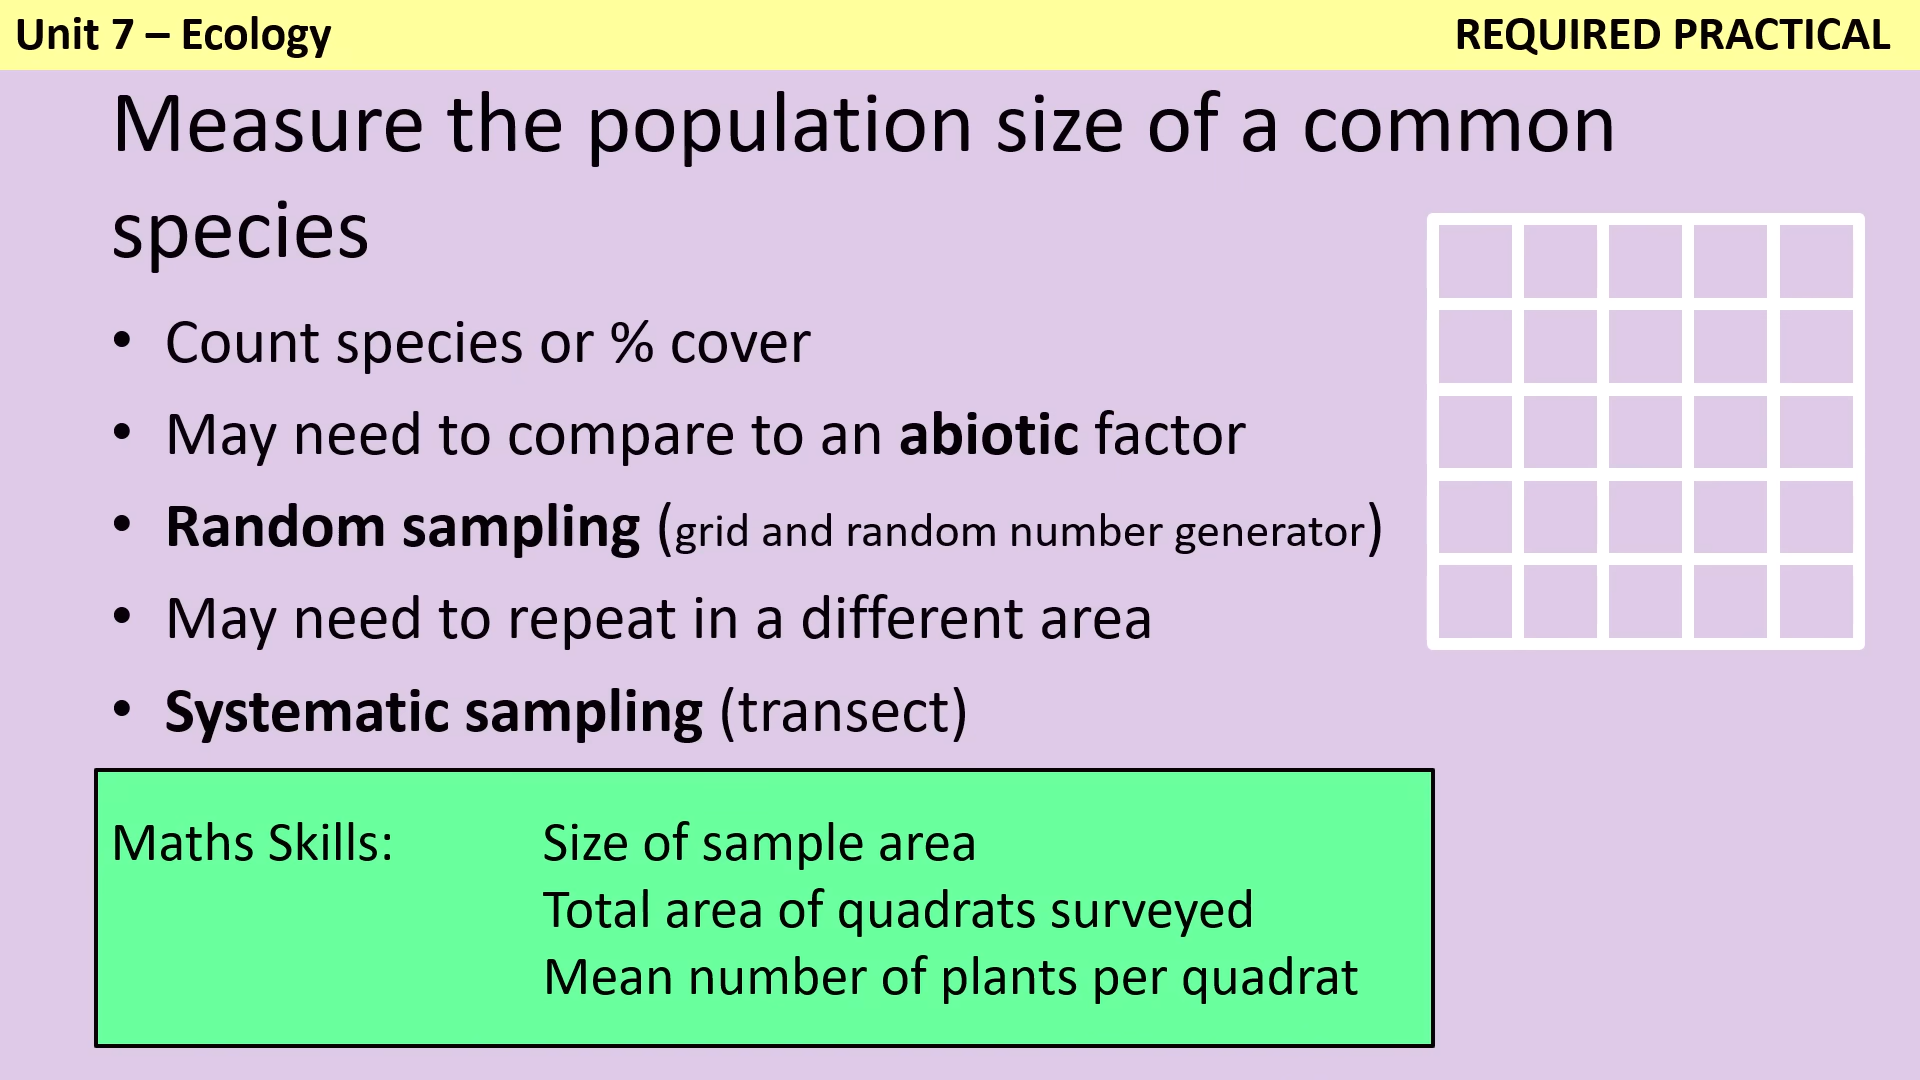 Unit 7 – Ecology
REQUIRED PRACTICAL
Measure the population size of a common
species
• Count species or % cover
• May need to compare to an abiotic factor
• Random sampling (grid and random number generator)
• May need to repeat in a different area
• Systematic sampling (transect)
Maths Skills: Size of sample area
Total area of quadrats surveyed
Mean number of plants per quadrat